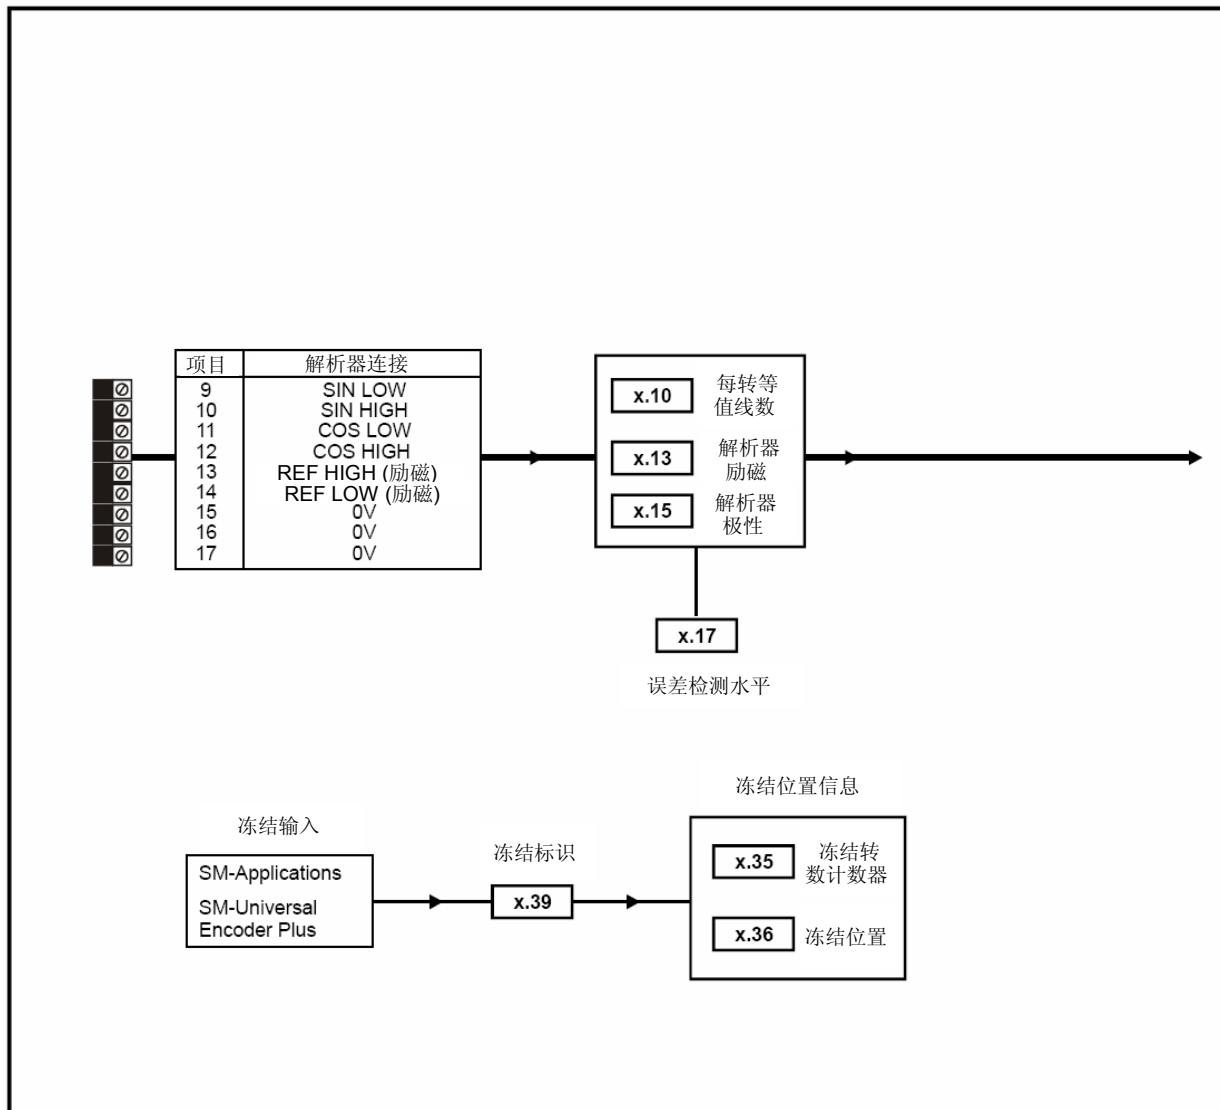 项目 解析器连接
9 SIN LOW
10 SIN HIGH
11 COS LOW
12 COS HIGH
13 REF HIGH (励磁)
14 REF LOW (励磁)
15 0V
16 0V
17 0V
x.10 每转等
值线数
x.13 解析器
励磁
x.15 解析器
极性
x.17
误差检测水平
冻结输入
SM-Applications
SM-Universal
Encoder Plus
冻结标识
x.39
冻结位置信息
x.35 冻结转
数计数器
x.36 冻结位置